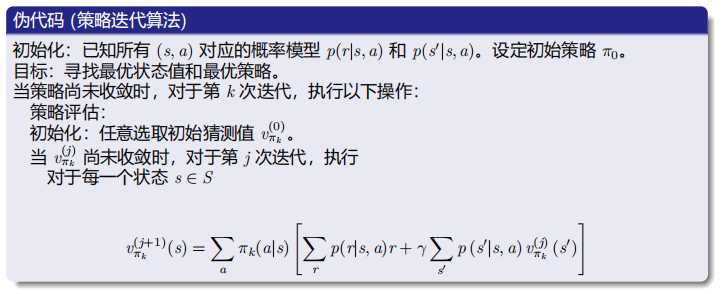 伪代码 (策略迭代算法)
初始化：已知所有 $(s, a)$ 对应的概率模型 $p(r|s, a)$ 和 $p(s'|s, a)$。设定初始策略 $\pi_0$。
目标：寻找最优状态值和最优策略。
当策略尚未收敛时，对于第 $k$ 次迭代，执行以下操作：
策略评估：
初始化：任意选取初始猜测值 $v_{\pi_k}^{(0)}$。
当 $v_{\pi_k}^{(j)}$ 尚未收敛时，对于第 $j$ 次迭代，执行
对于每一个状态 $s \in S$
$v_{\pi_k}^{(j+1)}(s) = \sum_a \pi_k(a|s) \left[ \sum_r p(r|s, a)r + \gamma \sum_{s'} p(s'|s, a) v_{\pi_k}^{(j)}(s') \right]$